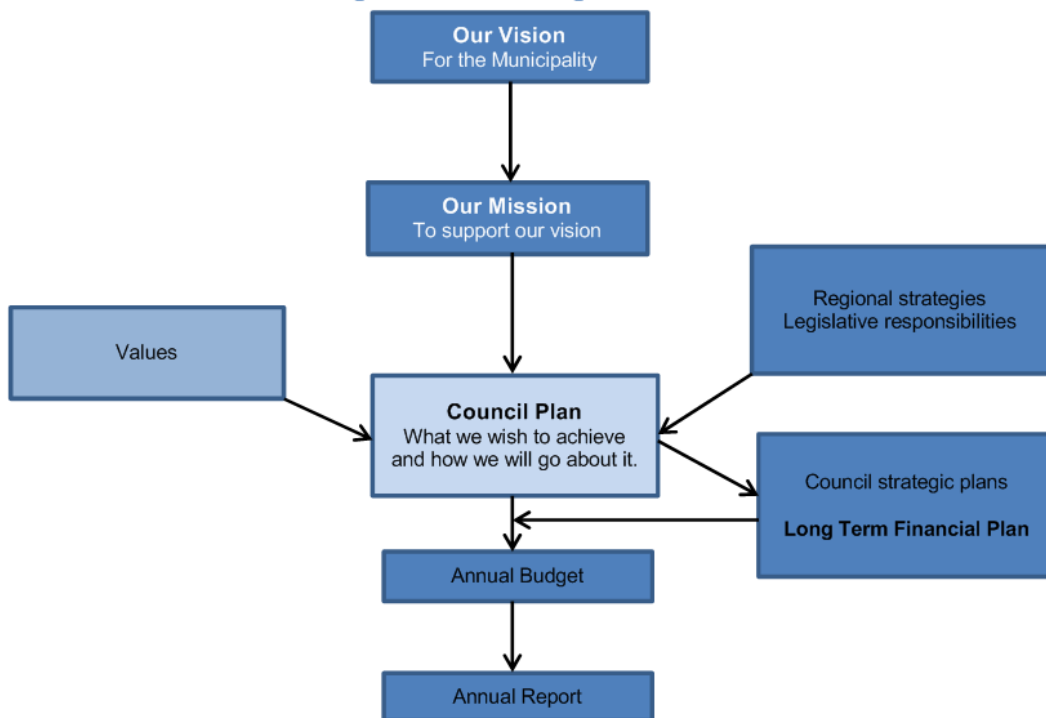 Our Vision
For the Municipality
Our Mission
To support our vision
Regional strategies
Legislative responsibilities
Values
Council Plan
What we wish to achieve
and how we will go about it.
Council strategic plans
Long Term Financial Plan
Annual Budget
Annual Report